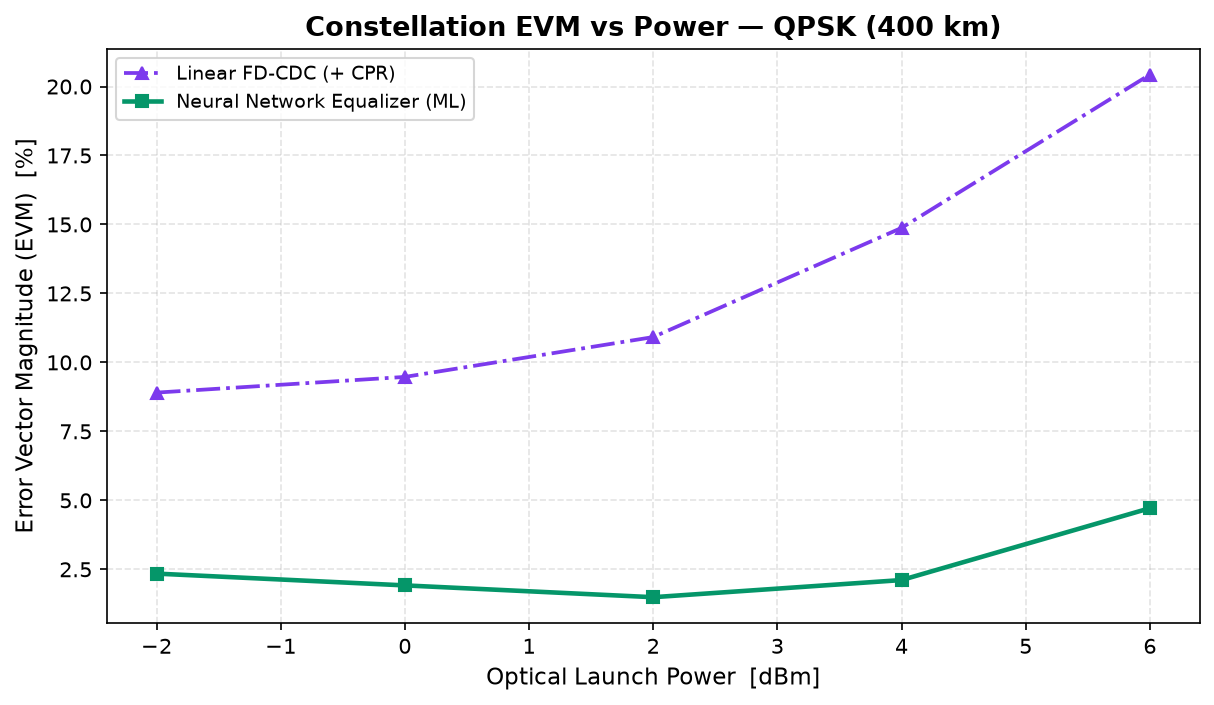 Constellation EVM vs Power — QPSK (400 km)
Linear FD-CDC (+ CPR)
Neural Network Equalizer (ML)
Error Vector Magnitude (EVM)  [%]
20.0
17.5
15.0
12.5
10.0
7.5
5.0
2.5
−2 −1 0 1 2 3 4 5 6
Optical Launch Power  [dBm]